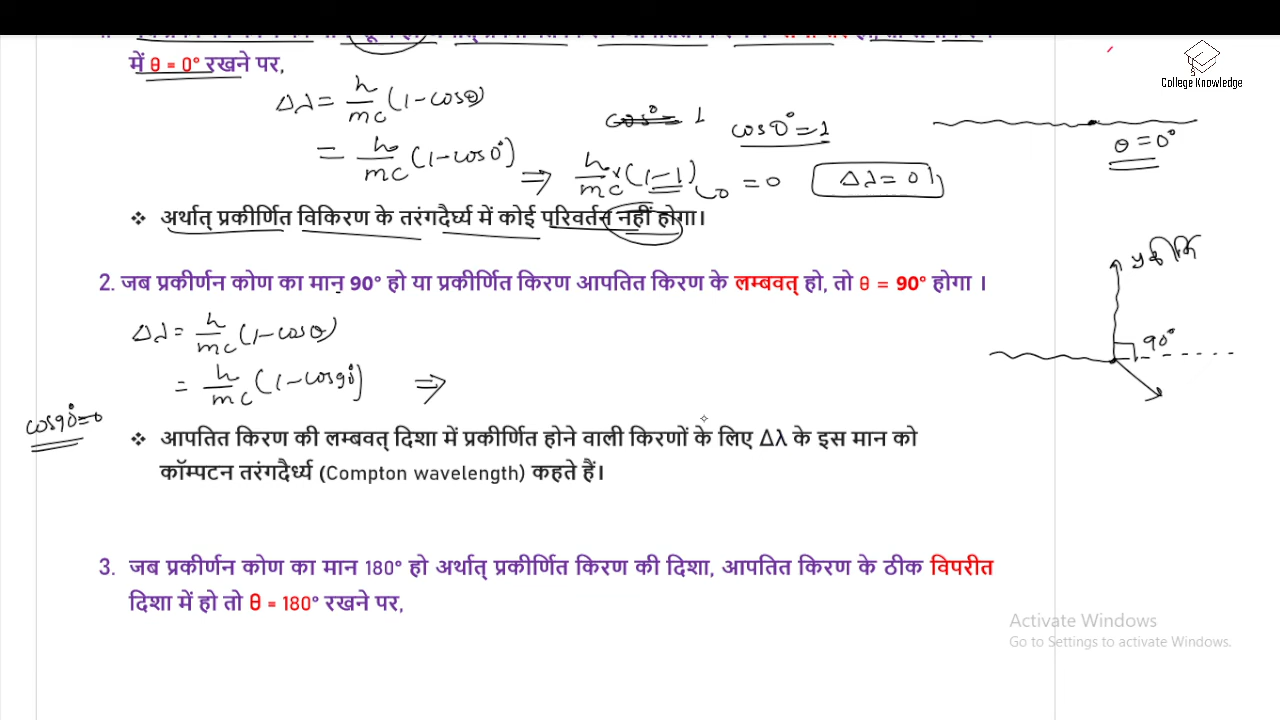 में θ = 0° रखने पर,
College Knowledge
Δλ = h/mc (1-cosθ)
cos° = 1
cos0° = 1
θ = 0°
= h/mc (1-cos0°) ⇒ h/mc × (1-1) = 0
Δλ = 0
0
❖ अर्थात् प्रकीर्णित विकिरण के तरंगदैर्घ्य में कोई परिवर्तस नहीं होगा।
2. जब प्रकीर्णन कोण का मान 90° हो या प्रकीर्णित किरण आपतित किरण के लम्बवत् हो, तो θ = 90° होगा ।
Δλ = h/mc (1-cosθ)
90°
= h/mc (1-cos90°) ⇒
cos90°=0
❖ आपतित किरण की लम्बवत् दिशा में प्रकीर्णित होने वाली किरणों के लिए Δλ के इस मान को
कॉम्पटन तरंगदैर्ध्य (Compton wavelength) कहते हैं।
3. जब प्रकीर्णन कोण का मान 180° हो अर्थात् प्रकीर्णित किरण की दिशा, आपतित किरण के ठीक विपरीत
दिशा में हो तो θ = 180° रखने पर,
Activate Windows
Go to Settings to activate Windows.